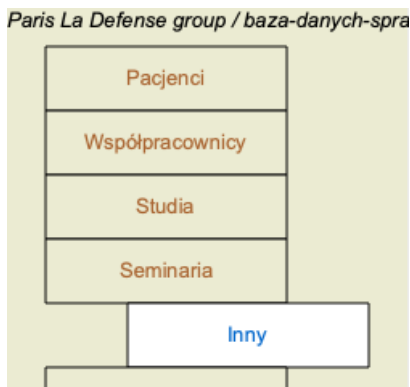 Paris La Defense group / baza-danych-spra
Pacjenci
Współpracownicy
Studia
Seminaria
Inny